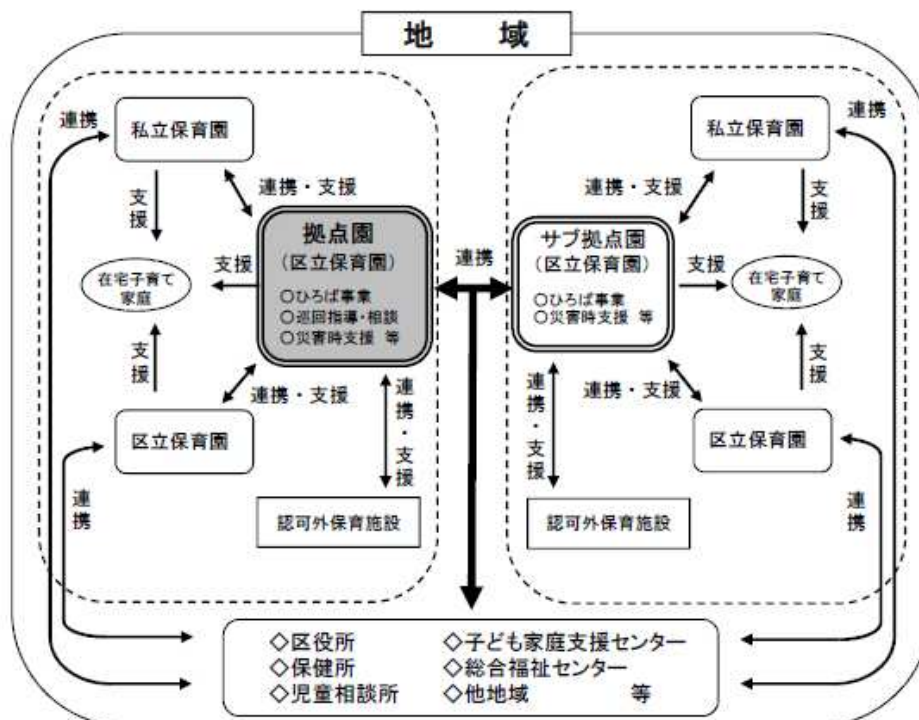 地　域
連携
私立保育園
連携・支援
支援
拠点園
（区立保育園）
○ひろば事業
○巡回指導・相談
○災害時支援 等
支援
在宅子育て
家庭
支援
連携・支援
区立保育園
連携・支援
認可外保育施設
連携
連携
連携
私立保育園
連携・支援
支援
サブ拠点園
（区立保育園）
○ひろば事業
○災害時支援 等
支援
在宅子育て
家庭
支援
連携・支援
区立保育園
連携・支援
認可外保育施設
連携
◇区役所　◇子ども家庭支援センター
◇保健所　◇総合福祉センター
◇児童相談所　◇他地域　等